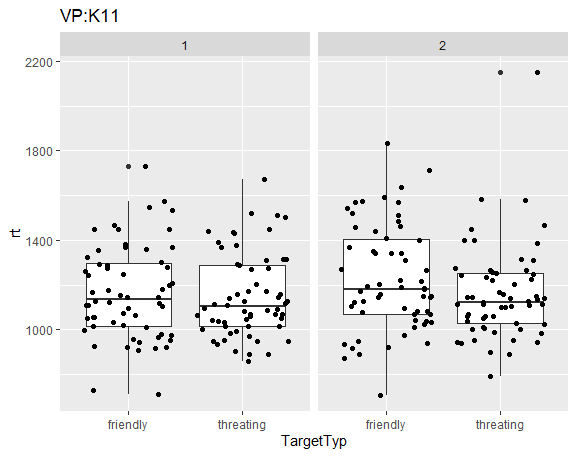 VP:K11
1
2
rt
2200
1800
1400
1000
friendly
threating
friendly
threating
TargetTyp